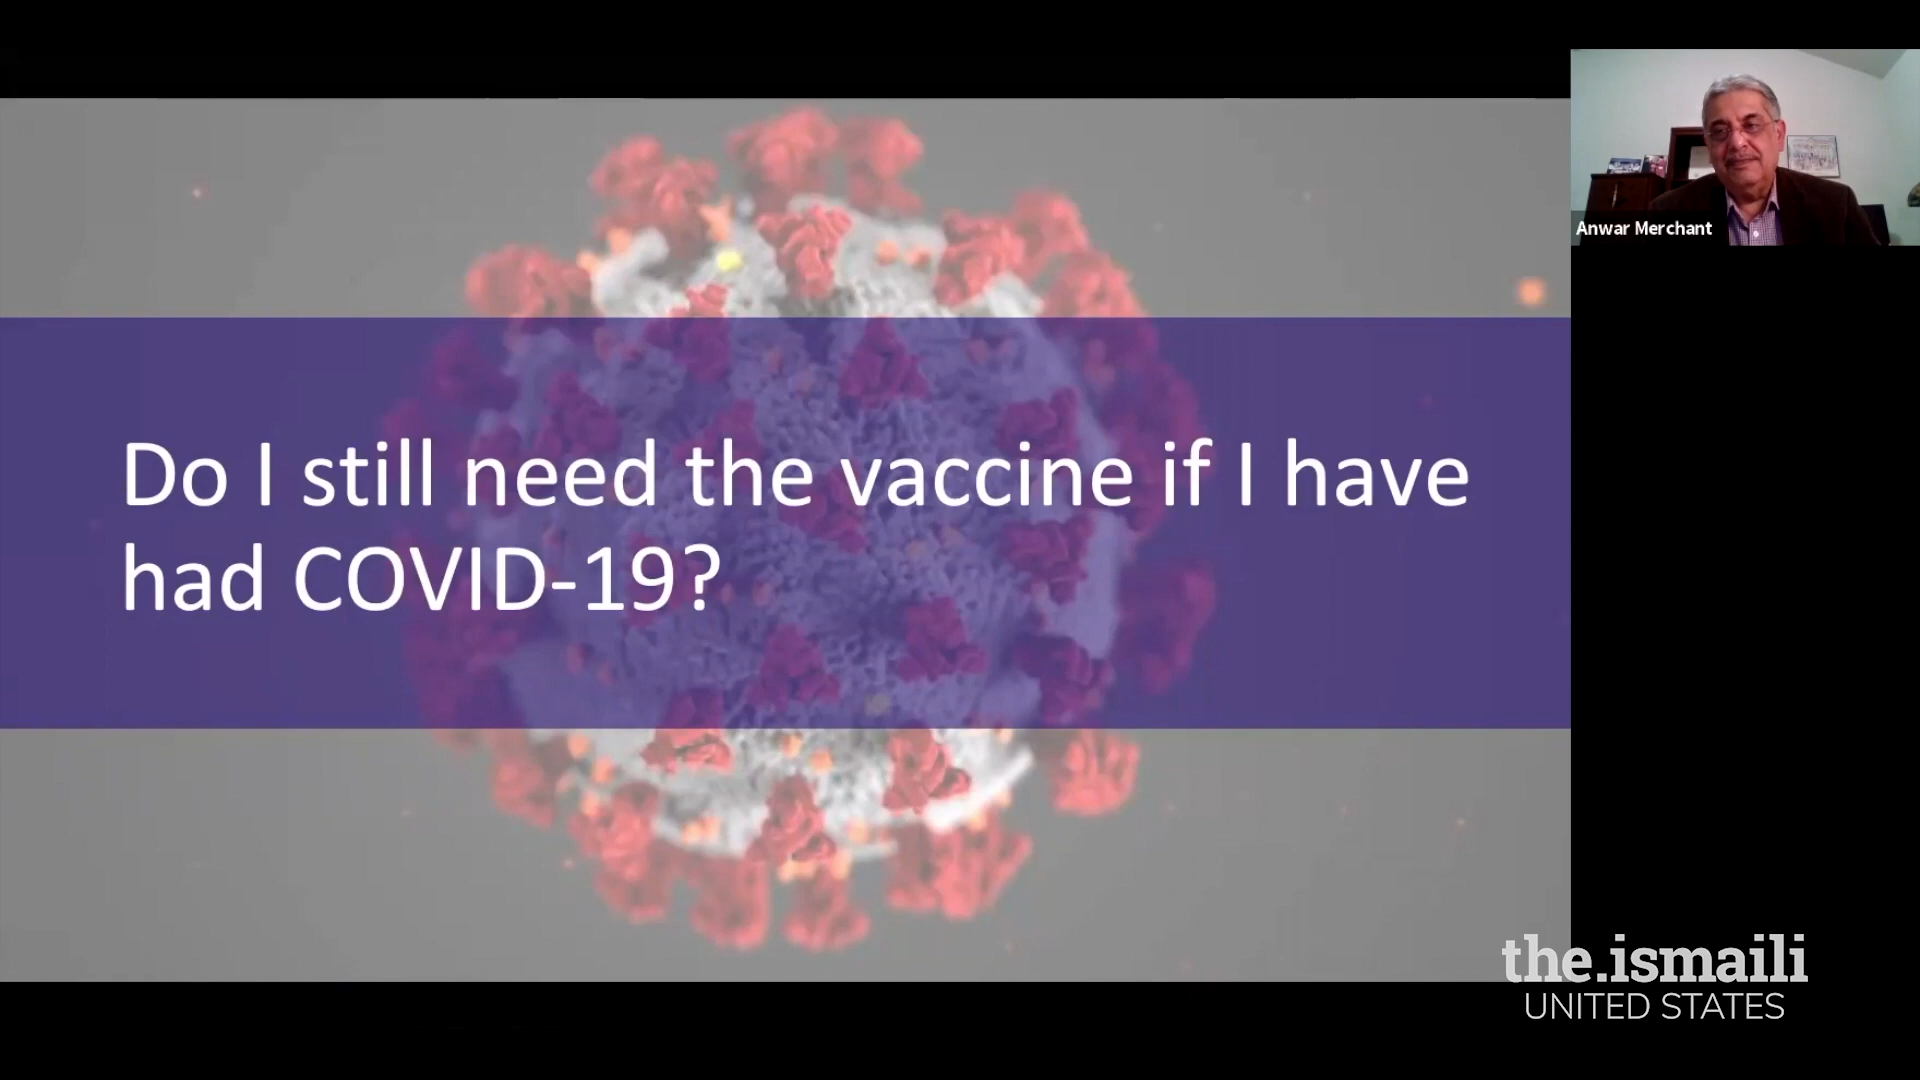 Do I still need the vaccine if I have
had COVID-19?
Anwar Merchant
the.ismaili
UNITED STATES